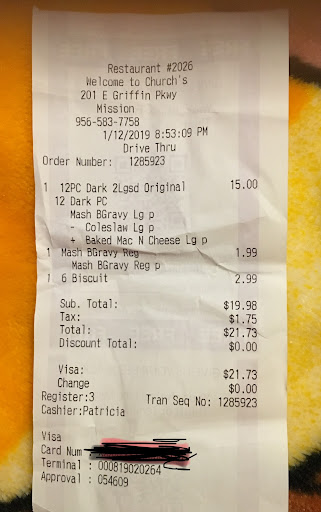 Restaurant #2026
Welcome to Church's
201 E Griffin Pkwy
Mission
956-583-7758
1/12/2019 8:53:09 PM
Drive Thru
Order Number: 1285923
1 12PC Dark 2Lgsd Original 15.00
12 Dark PC
Mash BGravy Lg p
- Coleslaw Lg p
+ Baked Mac N Cheese Lg p
1 Mash BGravy Reg 1.99
Mash BGravy Reg p
1 6 Biscuit 2.99
Sub. Total: $19.98
Tax: $1.75
Total: $21.73
Discount Total: $0.00
Visa: $21.73
Change $0.00
Register:3 Tran Seq No: 1285923
Cashier:Patricia
Visa
Card Num
Terminal : 000819020264
Approval : 054609